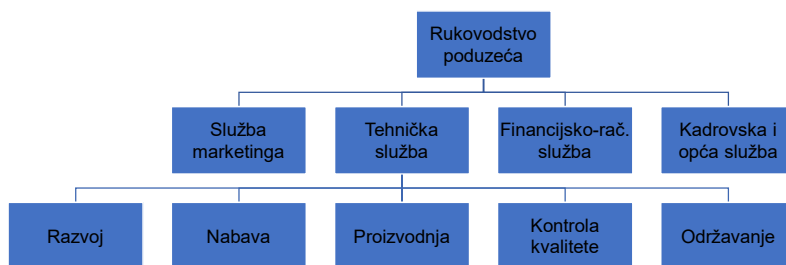 Rukovodstvo
poduzeća
Služba
marketinga
Tehnička
služba
Financijsko-rač.
služba
Kadrovska i
opća služba
Razvoj
Nabava
Proizvodnja
Kontrola
kvalitete
Održavanje